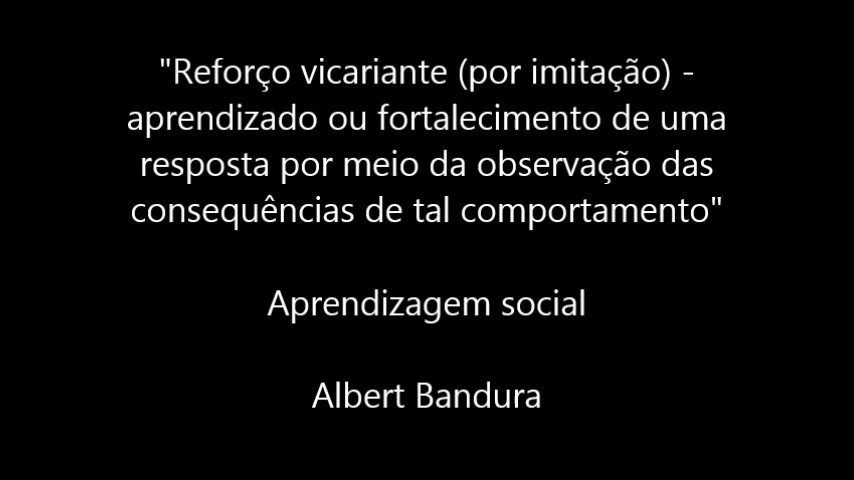 "Reforço vicariante (por imitação) -
aprendizado ou fortalecimento de uma
resposta por meio da observação das
consequências de tal comportamento"
Aprendizagem social
Albert Bandura